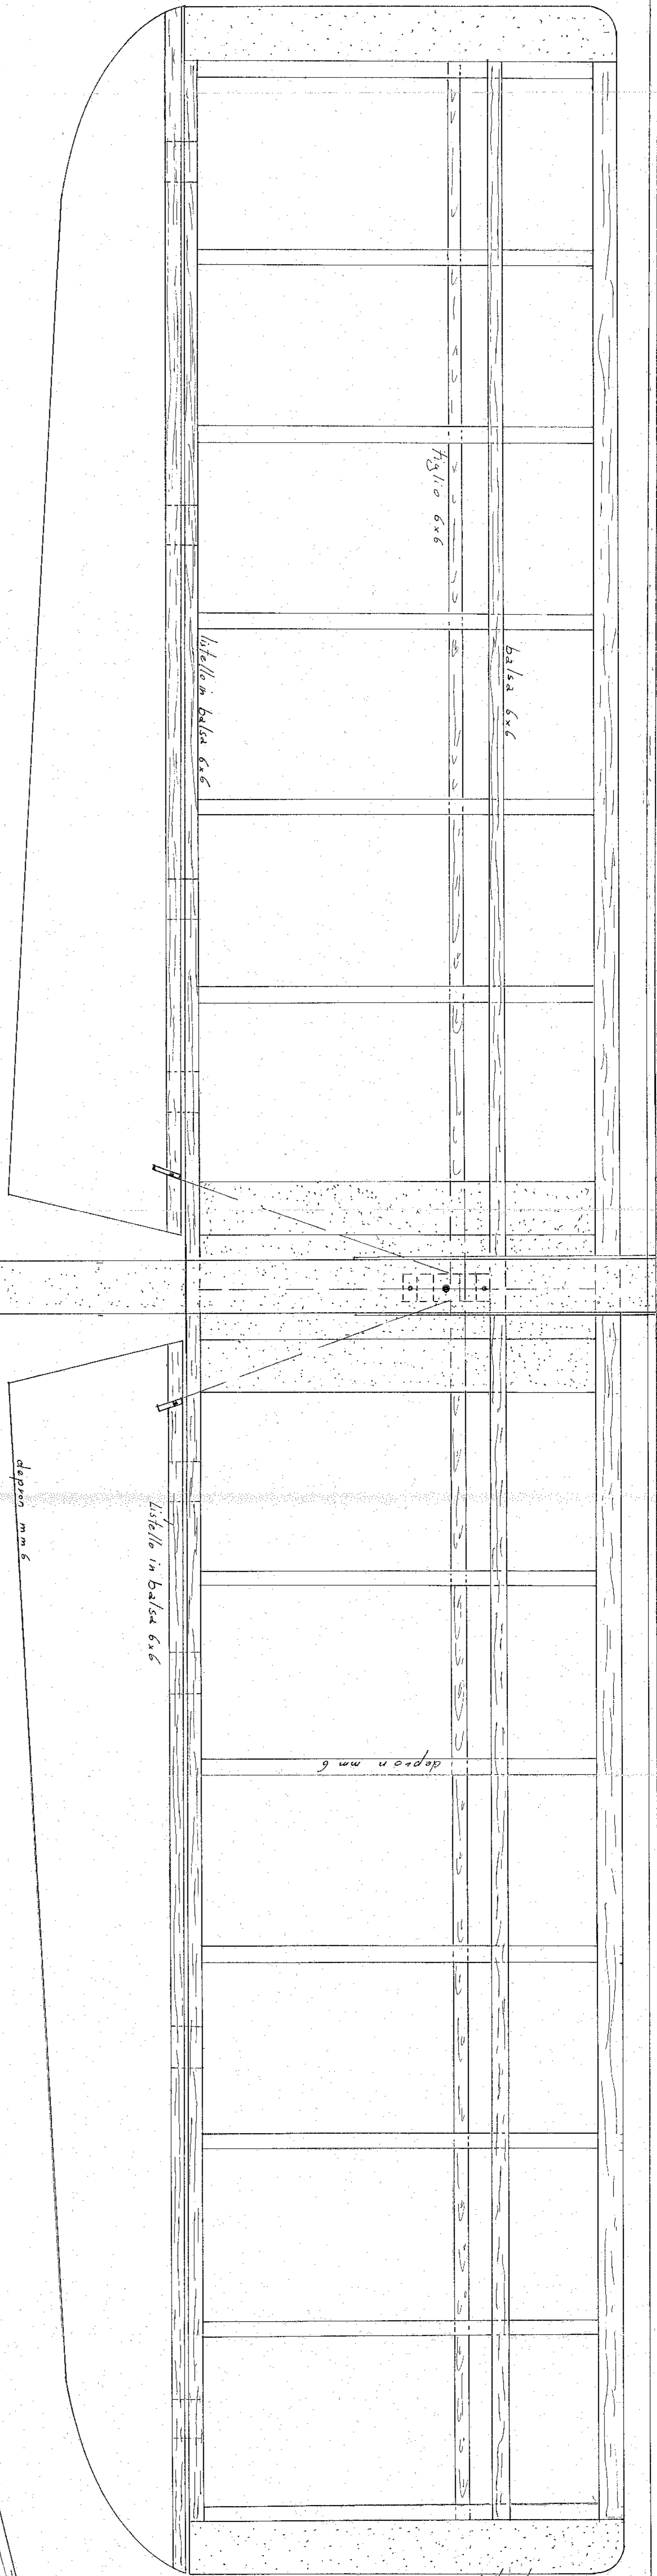 tiglio 6x6
listello in balsa 6x6
balsa 6x6
depron mm 6
Listello in balsa 6x6
depron mm 6